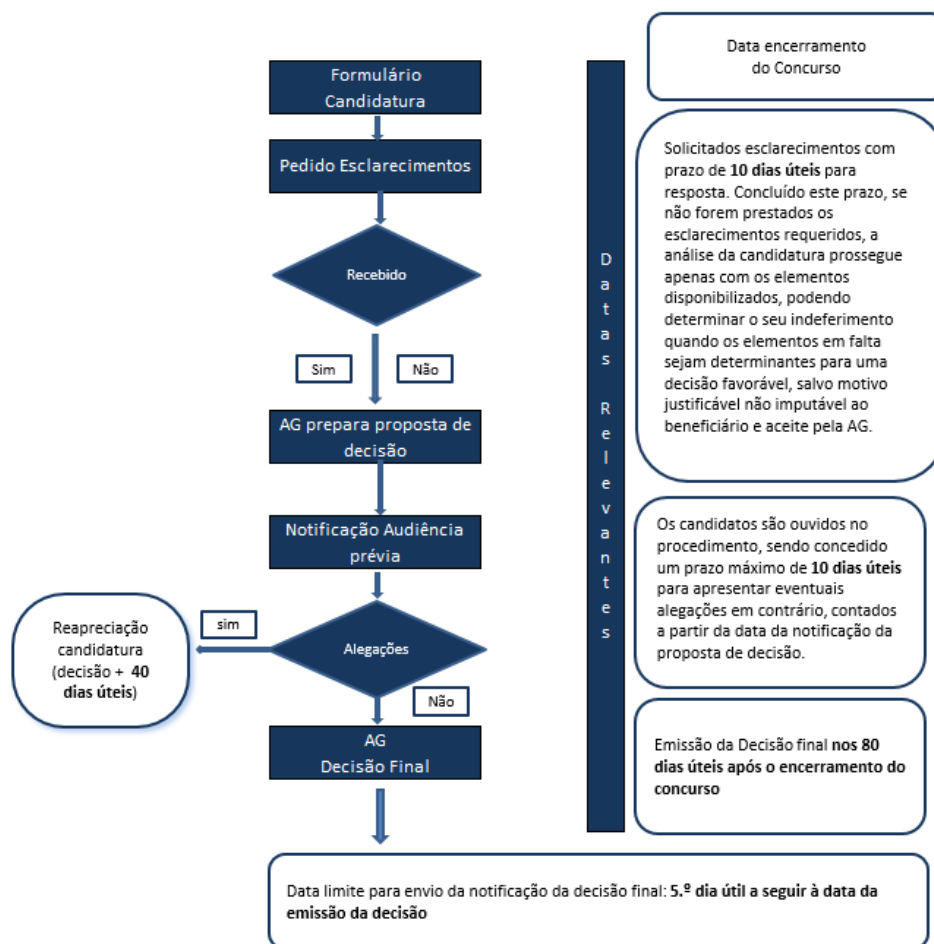 Formulário
Candidatura
Pedido Esclarecimentos
Recebido
Sim
Não
AG prepara proposta de
decisão
Notificação Audiência
prévia
Alegações
sim
Reapreciação
candidatura
(decisão + 40
dias úteis)
Não
AG
Decisão Final
Datas Relevantes
Data encerramento
do Concurso
Solicitados esclarecimentos com
prazo de 10 dias úteis para
resposta. Concluído este prazo, se
não forem prestados os
esclarecimentos requeridos, a
análise da candidatura prossegue
apenas com os elementos
disponibilizados, podendo
determinar o seu indeferimento
quando os elementos em falta
sejam determinantes para uma
decisão favorável, salvo motivo
justificável não imputável ao
beneficiário e aceite pela AG.
Os candidatos são ouvidos no
procedimento, sendo concedido
um prazo máximo de 10 dias úteis
para apresentar eventuais
alegações em contrário, contados
a partir da data da notificação da
proposta de decisão.
Emissão da Decisão final nos 80
dias úteis após o encerramento do
concurso
Data limite para envio da notificação da decisão final: 5.º dia útil a seguir à data da
emissão da decisão